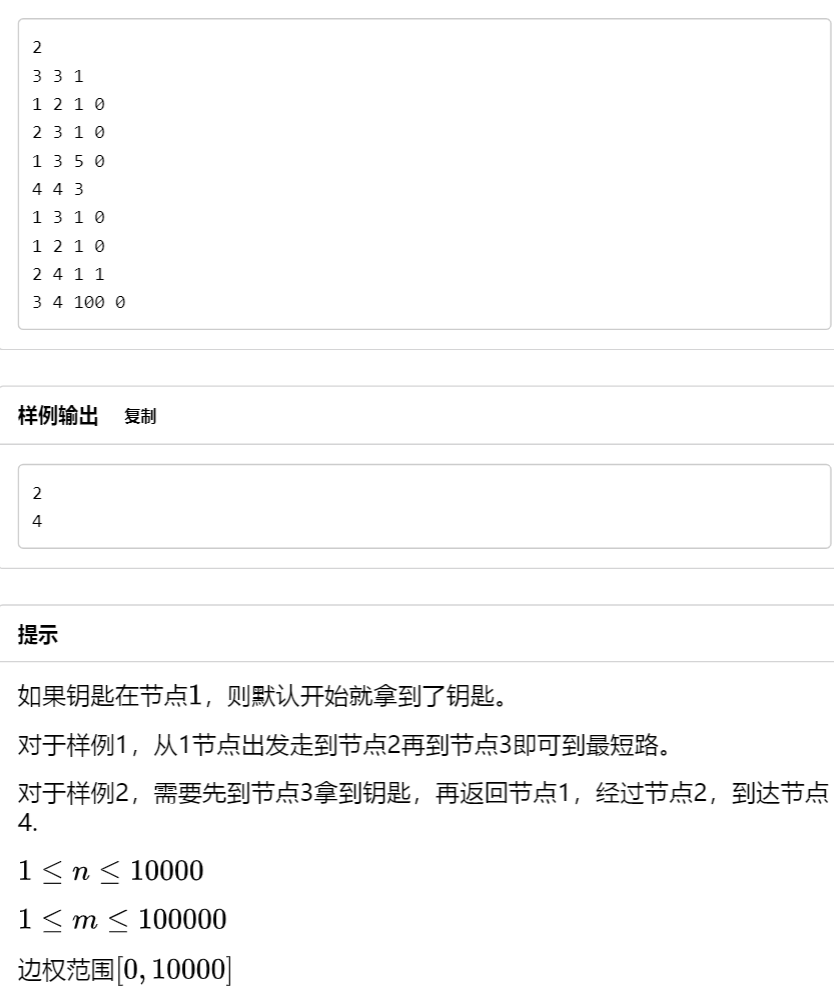 2
3 3 1
1 2 1 0
2 3 1 0
1 3 5 0
4 4 3
1 3 1 0
1 2 1 0
2 4 1 1
3 4 100 0
样例输出 复制
2
4
提示
如果钥匙在节点1，则默认开始就拿到了钥匙。
对于样例1，从1节点出发走到节点2再到节点3即可到最短路。
对于样例2，需要先到节点3拿到钥匙，再返回节点1，经过节点2，到达节点
4.
1 ≤ n ≤ 10000
1 ≤ m ≤ 100000
边权范围[0, 10000]